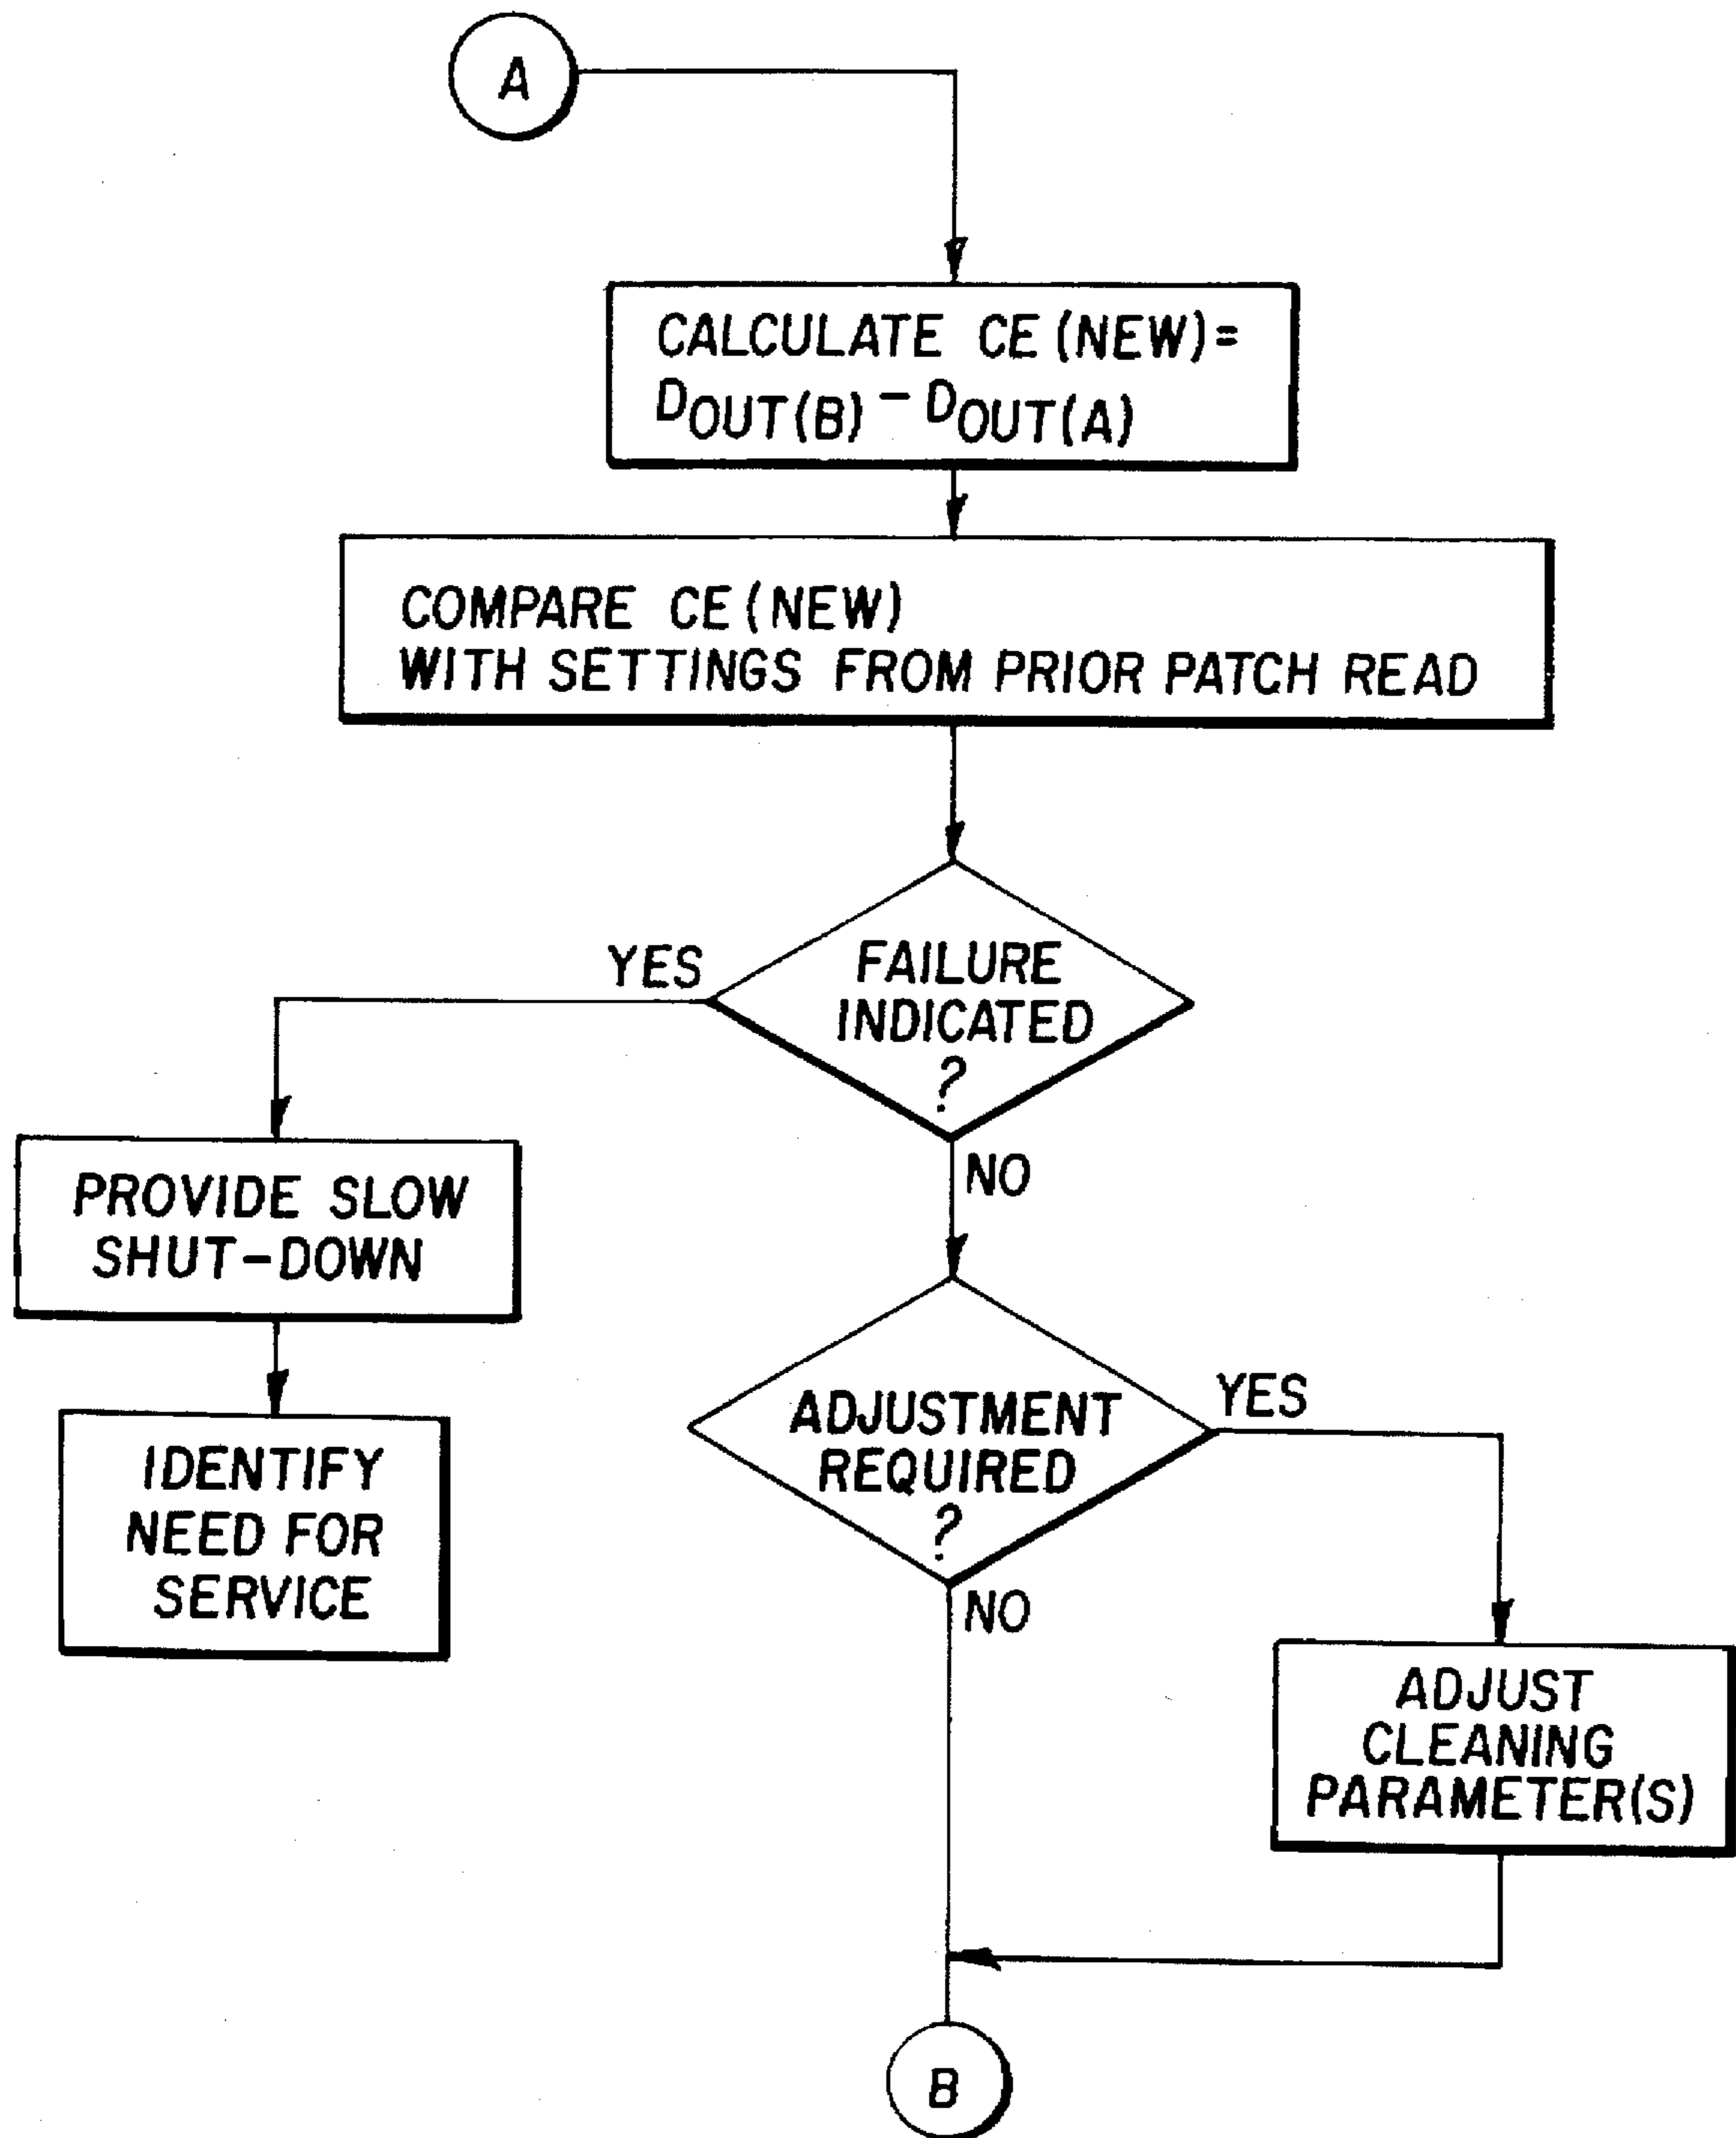 A
CALCULATE CE (NEW) =
DOUT(B) - DOUT(A)
COMPARE CE (NEW)
WITH SETTINGS FROM PRIOR PATCH READ
YES
FAILURE
INDICATED
?
NO
PROVIDE SLOW
SHUT-DOWN
IDENTIFY
NEED FOR
SERVICE
ADJUSTMENT
REQUIRED
?
YES
NO
ADJUST
CLEANING
PARAMETER(S)
B